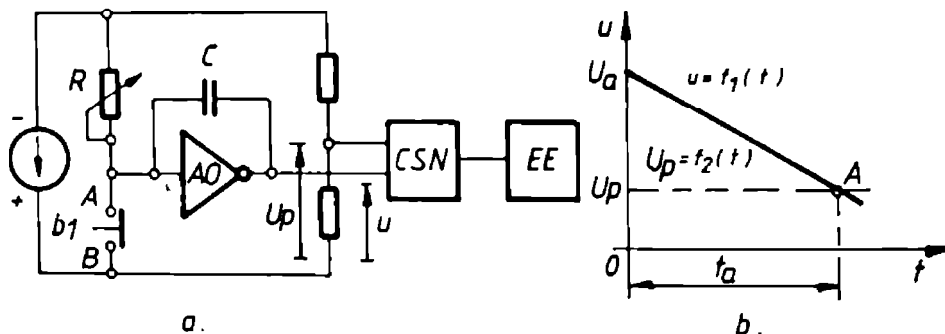 a.
-
+
R
C
A
b1
B
AO
Up
u
CSN
EE
b.
u
Ua
u=f1(t)
Up=f2(t)
Up
A
0
ta
t